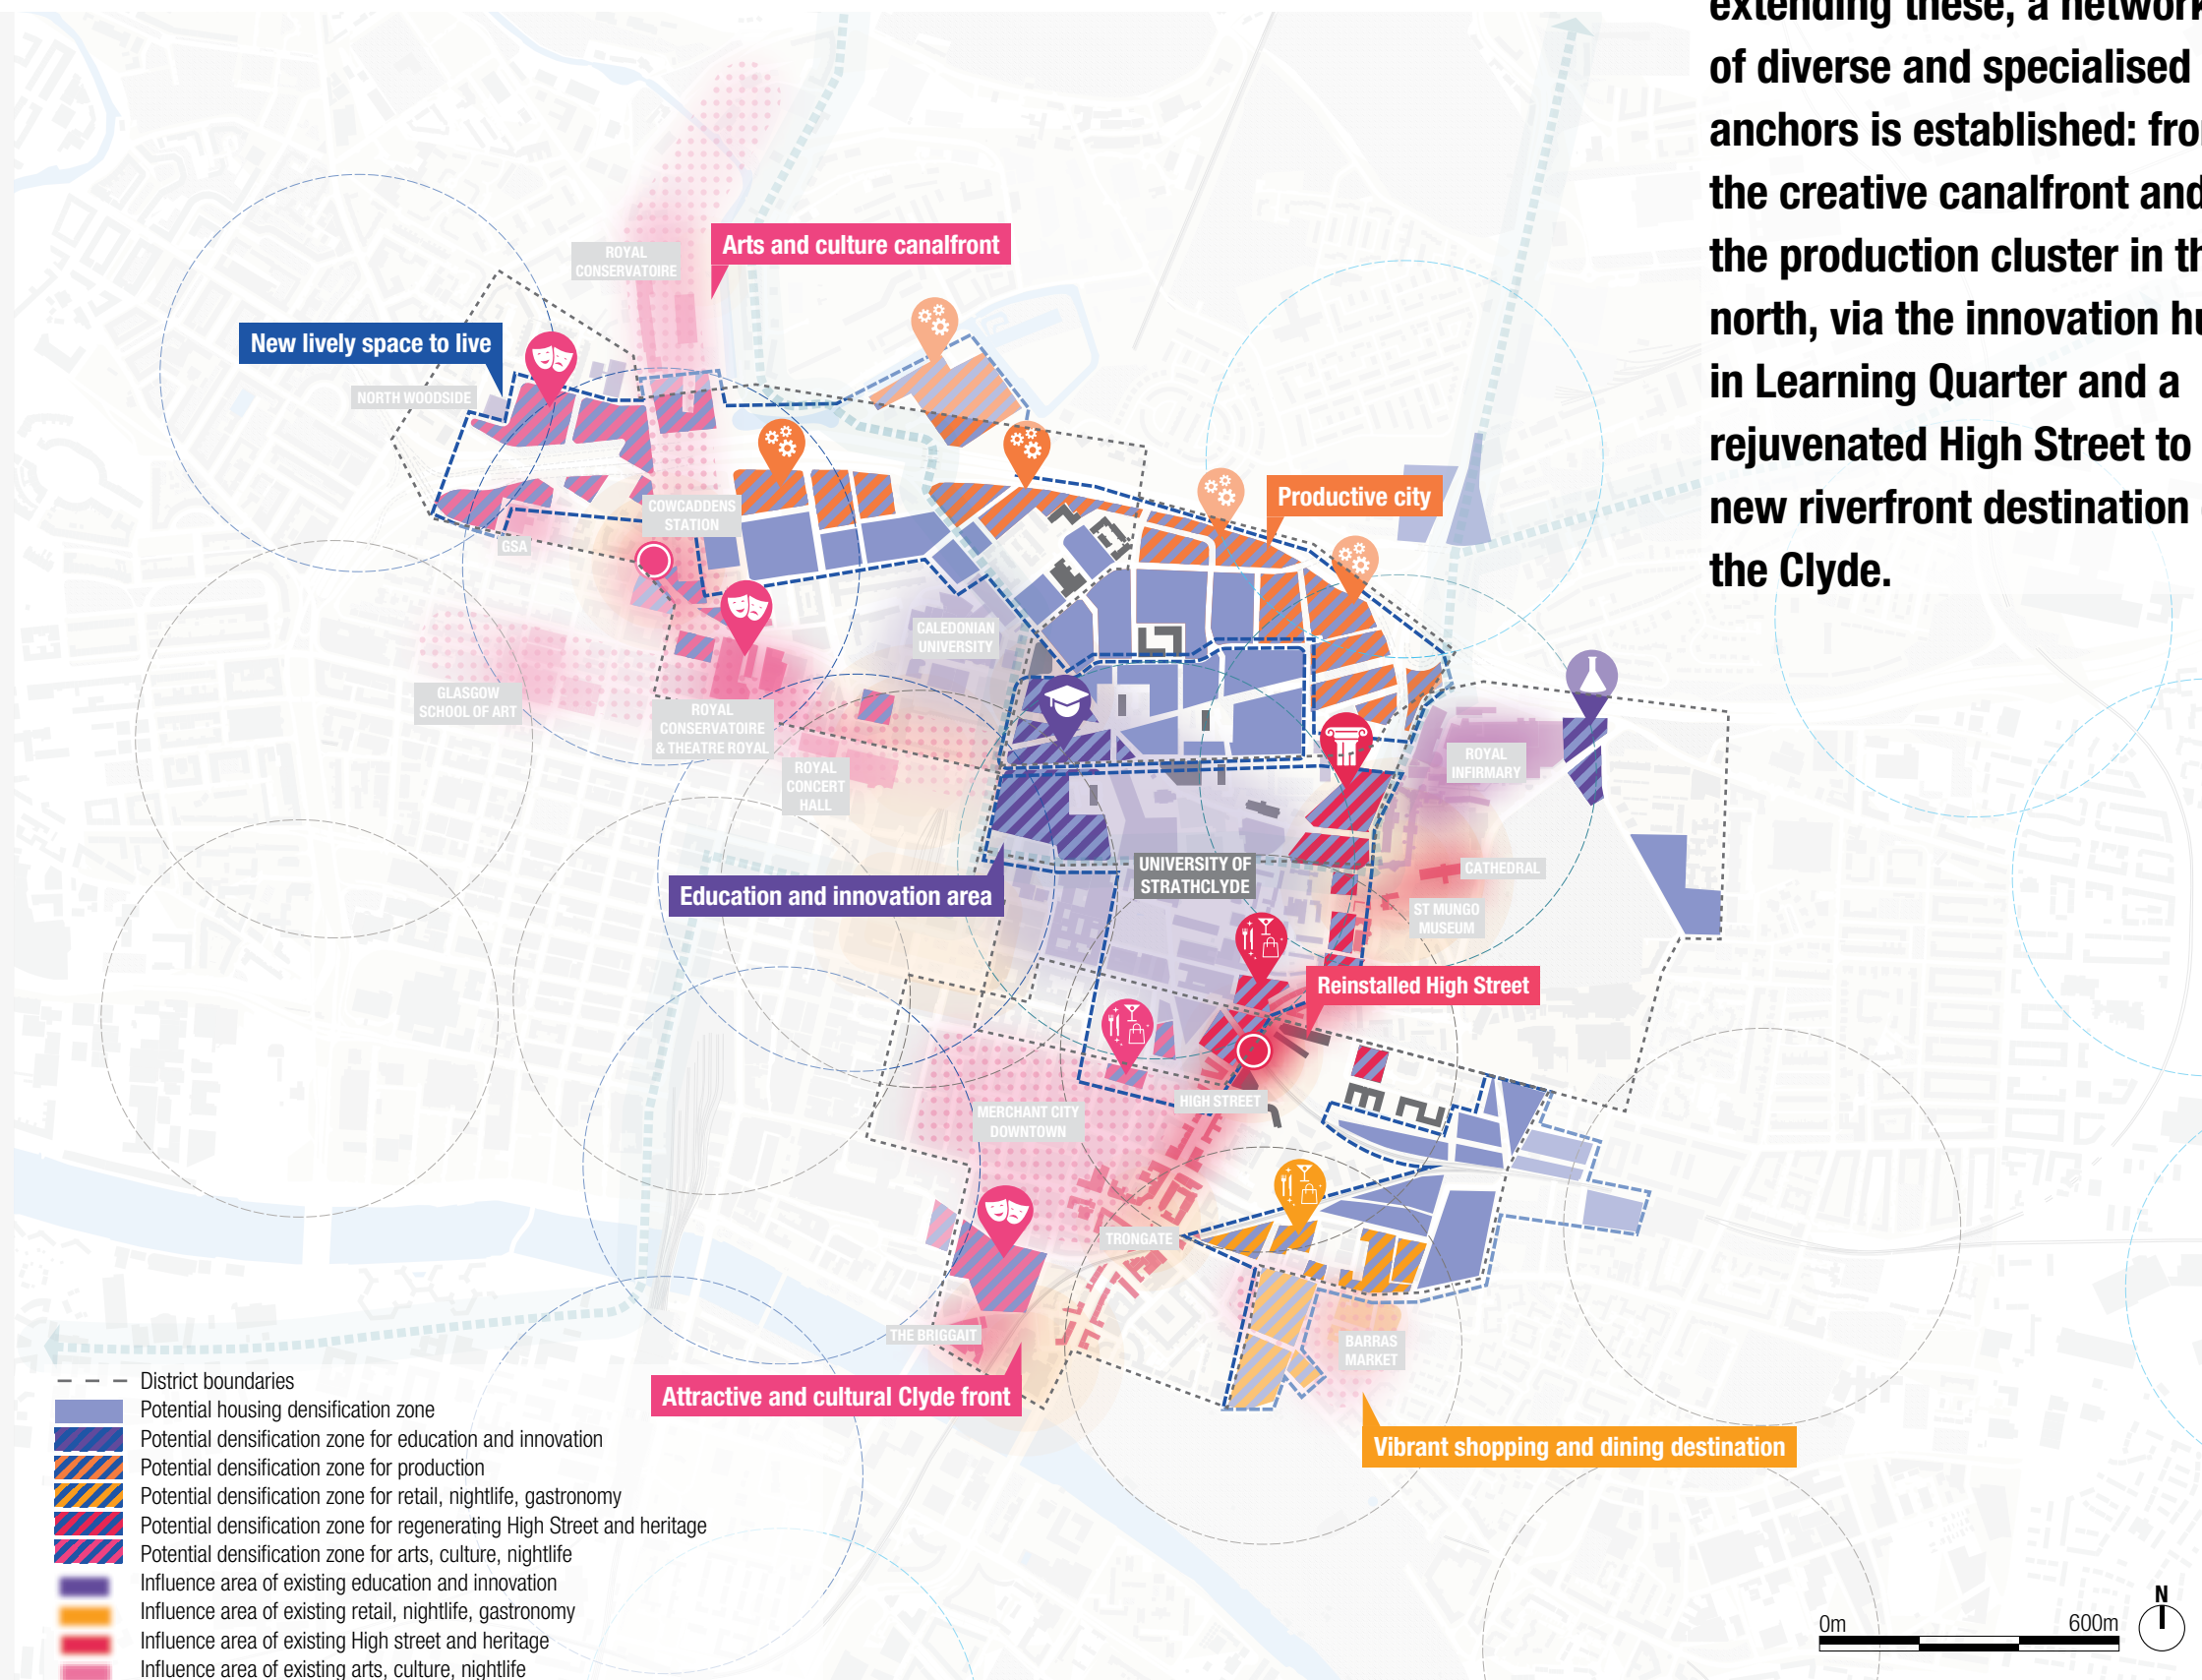 extending these, a network
of diverse and specialised
anchors is established: from
the creative canalfront and
the production cluster in th
north, via the innovation hu
in Learning Quarter and a
rejuvenated High Street to
new riverfront destination
the Clyde.
ROYAL
CONSERVATOIRE
Arts and culture canalfront
New lively space to live
NORTH WOODSIDE
COWCADDENS
STATION
GSA
Productive city
CALEDONIAN
UNIVERSITY
GLASGOW
SCHOOL OF ART
ROYAL
CONSERVATOIRE
& THEATRE ROYAL
ROYAL
CONCERT
HALL
ROYAL
INFIRMARY
UNIVERSITY OF
STRATHCLYDE
CATHEDRAL
Education and innovation area
ST MUNGO
MUSEUM
Reinstalled High Street
HIGH STREET
MERCHANT CITY
DOWNTOWN
TRONGATE
THE BRIGGAIT
BARRAS
MARKET
Attractive and cultural Clyde front
Vibrant shopping and dining destination
District boundaries
Potential housing densification zone
Potential densification zone for education and innovation
Potential densification zone for production
Potential densification zone for retail, nightlife, gastronomy
Potential densification zone for regenerating High Street and heritage
Potential densification zone for arts, culture, nightlife
Influence area of existing education and innovation
Influence area of existing retail, nightlife, gastronomy
Influence area of existing High street and heritage
Influence area of existing arts, culture, nightlife
0m 600m
N